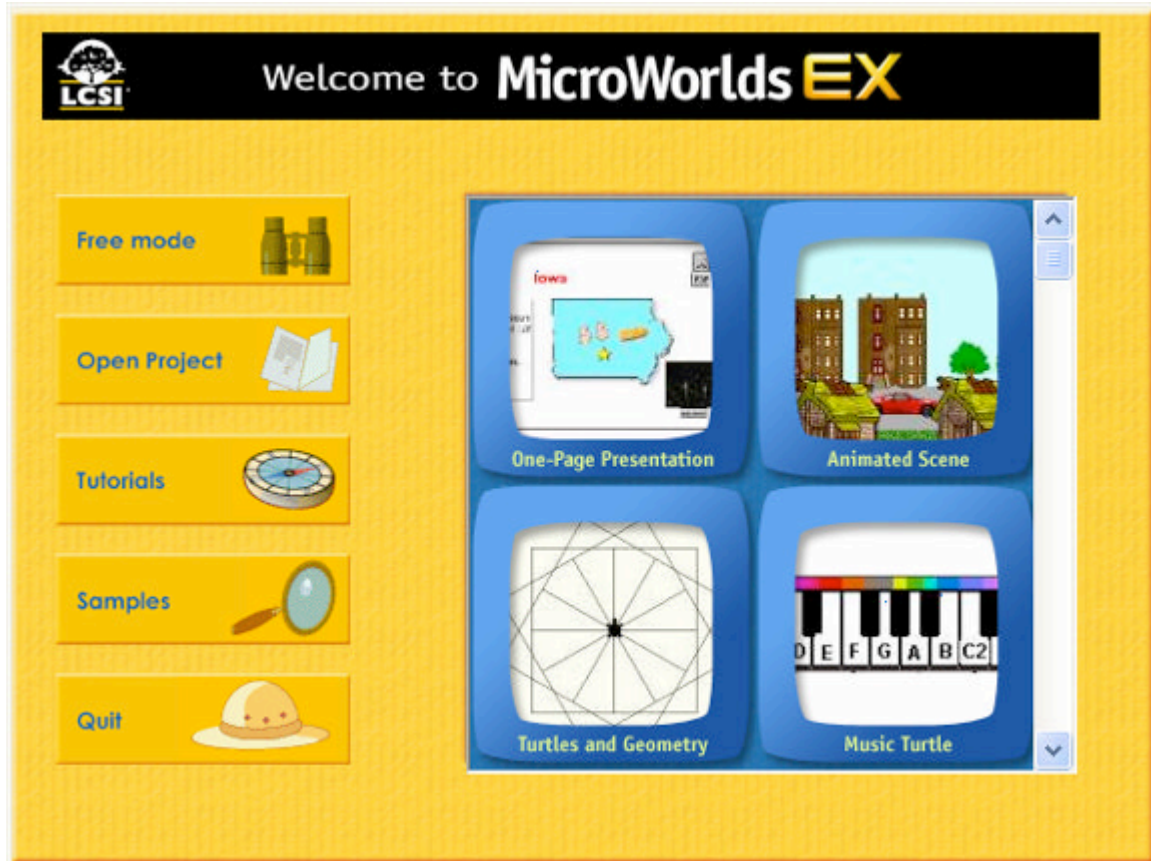 LCSI
Welcome to MicroWorlds EX
Free mode
Open Project
Tutorials
Samples
Quit
Iowa
One-Page Presentation
Animated Scene
D E F G A B C2
Turtles and Geometry
Music Turtle